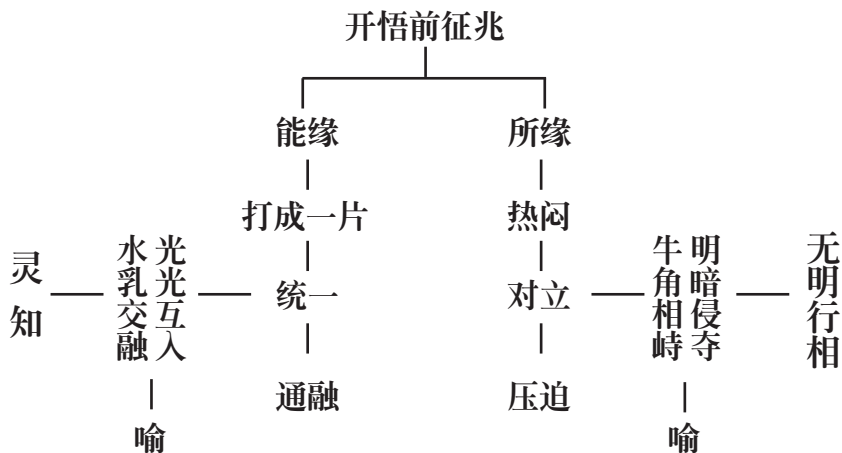 开悟前征兆
能缘
所缘
打成一片
热闷
灵知
水乳交融
光光互入
统一
对立
牛角相峙
明暗侵夺
无明行相
通融
压迫
喻
喻